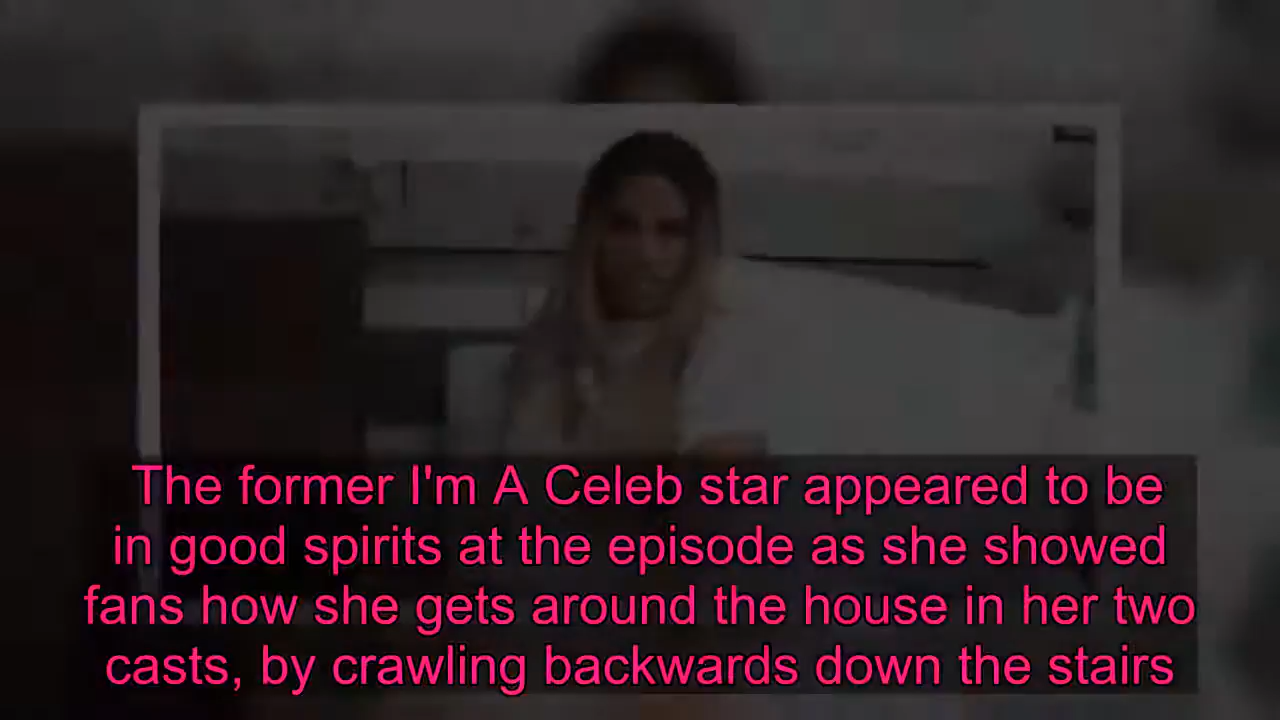 The former I'm A Celeb star appeared to be
in good spirits at the episode as she showed
fans how she gets around the house in her two
casts, by crawling backwards down the stairs